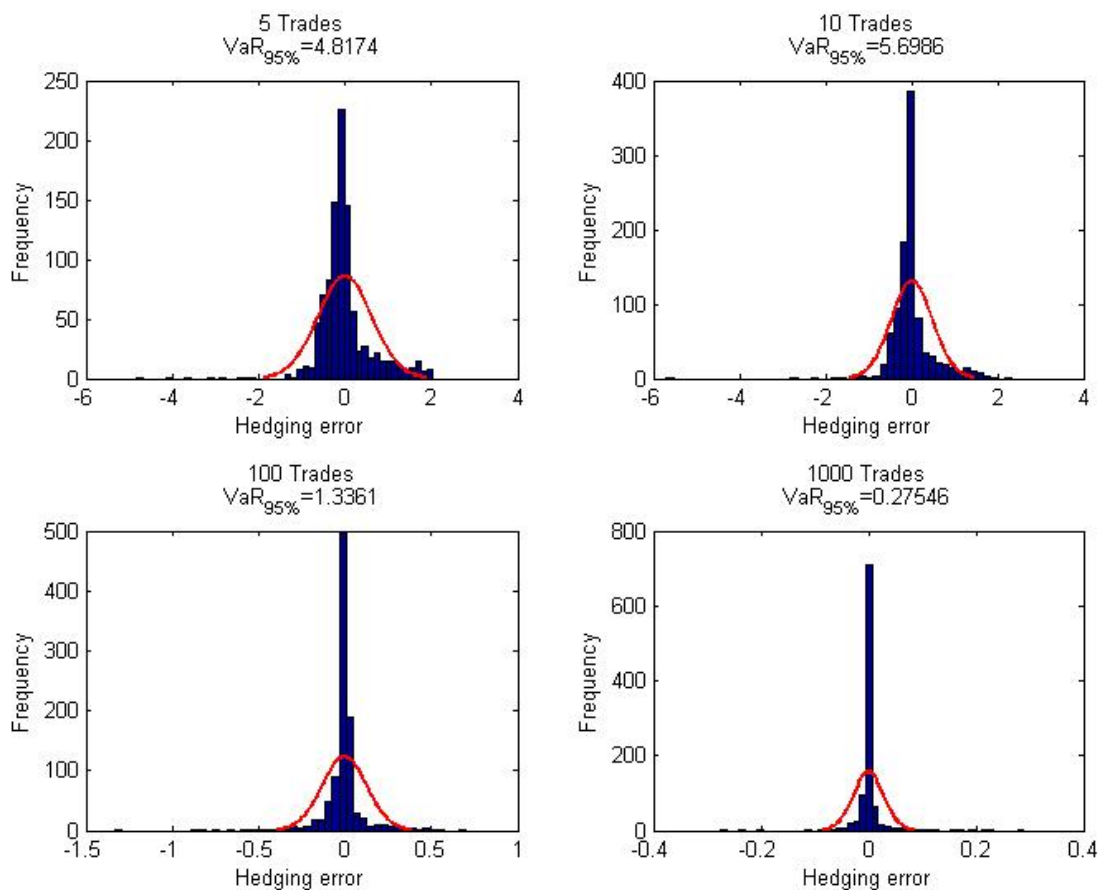 5 Trades
VaR95%=4.8174
250
200
150
100
50
0
Frequency
-6 -4 -2 0 2 4
Hedging error
10 Trades
VaR95%=5.6986
400
300
200
100
0
Frequency
-6 -4 -2 0 2 4
Hedging error
100 Trades
VaR95%=1.3361
500
400
300
200
100
0
Frequency
-1.5 -1 -0.5 0 0.5 1
Hedging error
1000 Trades
VaR95%=0.27546
800
600
400
200
0
Frequency
-0.4 -0.2 0 0.2 0.4
Hedging error